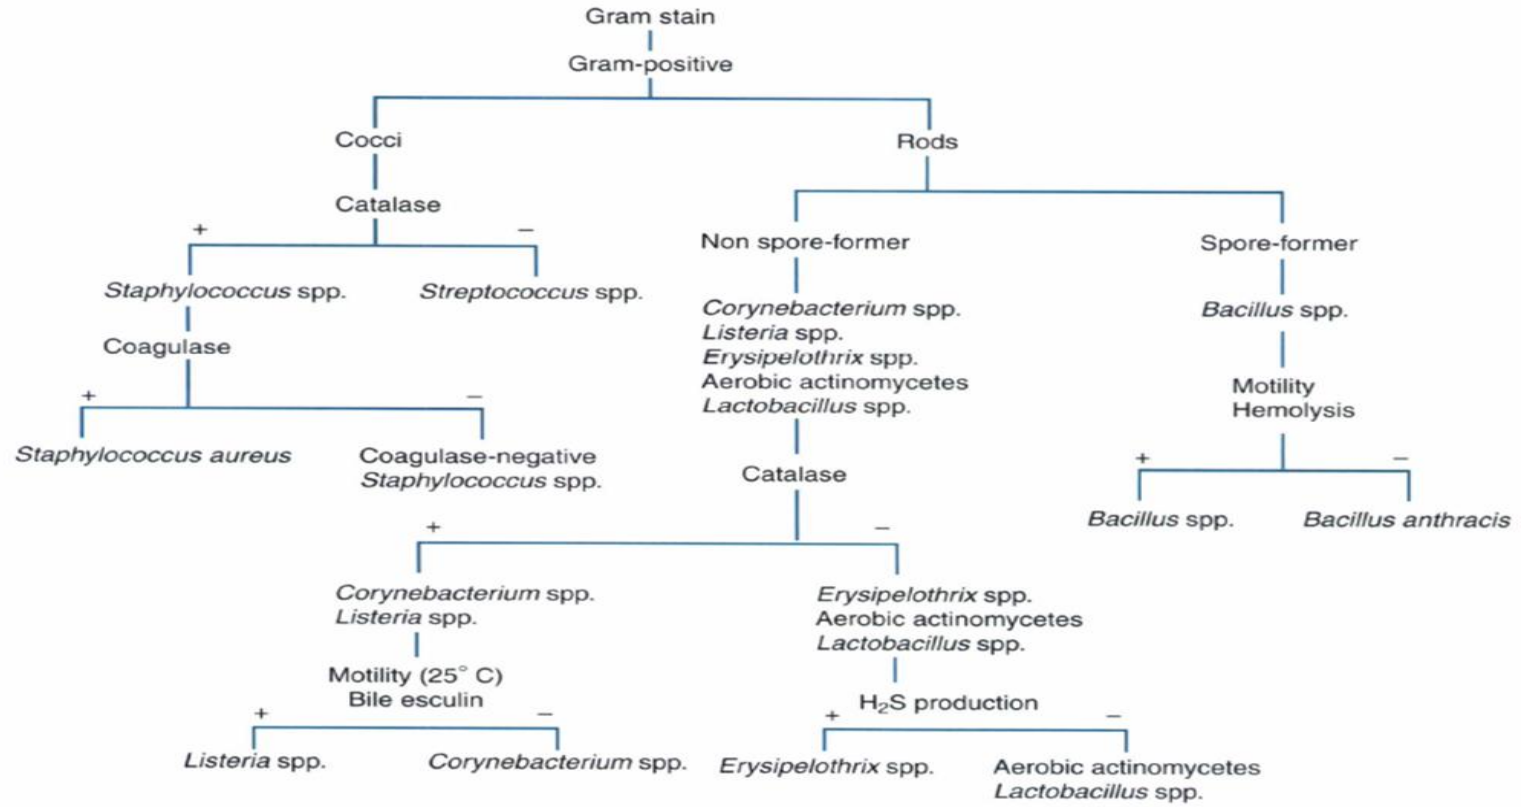 Gram stain
Gram-positive
Cocci
Rods
Catalase
+
−
Non spore-former
Spore-former
Staphylococcus spp.
Streptococcus spp.
Corynebacterium spp.
Listeria spp.
Erysipelothrix spp.
Aerobic actinomycetes
Lactobacillus spp.
Bacillus spp.
Coagulase
+
−
Motility
Hemolysis
Staphylococcus aureus
Coagulase-negative
Staphylococcus spp.
Catalase
+
−
+
−
Bacillus spp.
Bacillus anthracis
Corynebacterium spp.
Listeria spp.
Erysipelothrix spp.
Aerobic actinomycetes
Lactobacillus spp.
Motility (25° C)
Bile esculin
+
−
H₂S production
+
−
Listeria spp.
Corynebacterium spp.
Erysipelothrix spp.
Aerobic actinomycetes
Lactobacillus spp.